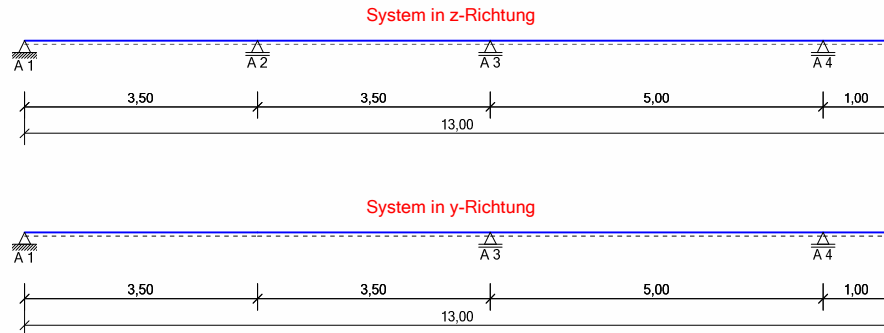 System in z-Richtung
A 1 A 2 A 3 A 4
3,50 3,50 5,00 1,00
13,00
System in y-Richtung
A 1 A 3 A 4
3,50 3,50 5,00 1,00
13,00